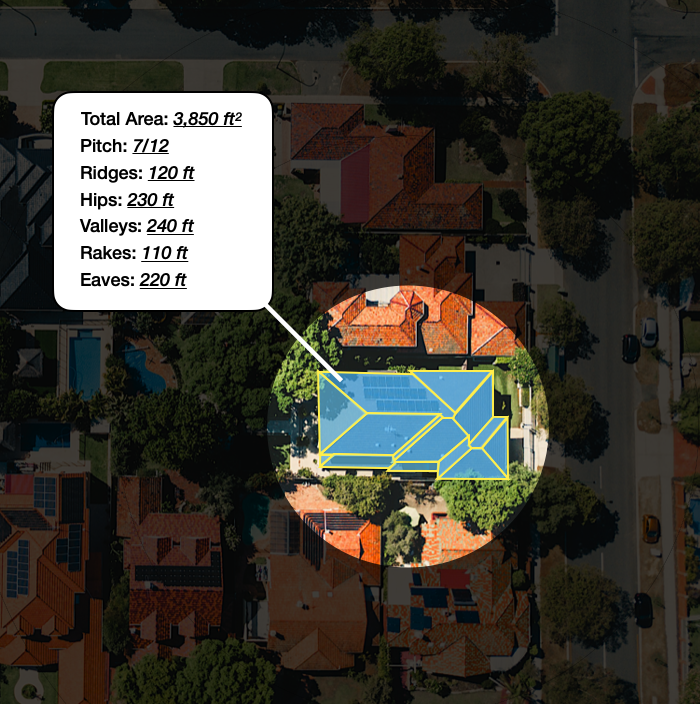 Total Area: 3,850 ft²
Pitch: 7/12
Ridges: 120 ft
Hips: 230 ft
Valleys: 240 ft
Rakes: 110 ft
Eaves: 220 ft